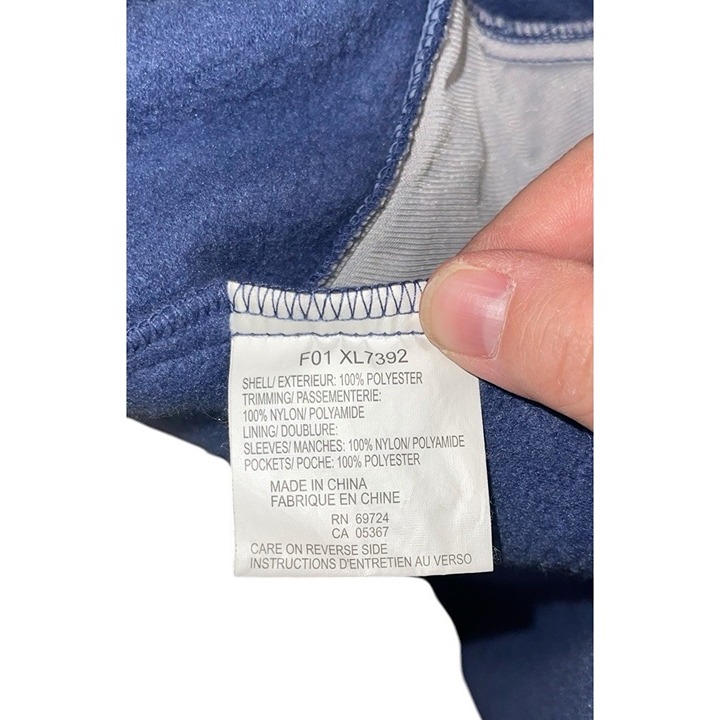 F01 XL7392
SHELL/ EXTERIEUR: 100% POLYESTER
TRIMMING/ PASSEMENTERIE:
100% NYLON/ POLYAMIDE
LINING/ DOUBLURE:
SLEEVES/ MANCHES: 100% NYLON/ POLYAMIDE
POCKETS/ POCHE: 100% POLYESTER
MADE IN CHINA
FABRIQUE EN CHINE
RN 69724
CA 05367
CARE ON REVERSE SIDE
INSTRUCTIONS D'ENTRETIEN AU VERSO